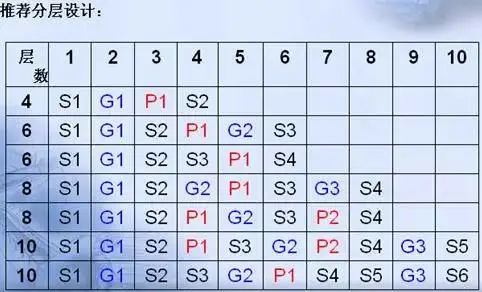 推荐分层设计：
层数 1 2 3 4 5 6 7 8 9 10
4 S1 G1 P1 S2
6 S1 G1 S2 P1 G2 S3
6 S1 G1 S2 S3 P1 S4
8 S1 G1 S2 G2 P1 S3 G3 S4
8 S1 G1 S2 P1 G2 S3 P2 S4
10 S1 G1 S2 P1 S3 G2 P2 S4 G3 S5
10 S1 G1 S2 S3 G2 P1 S4 S5 G3 S6